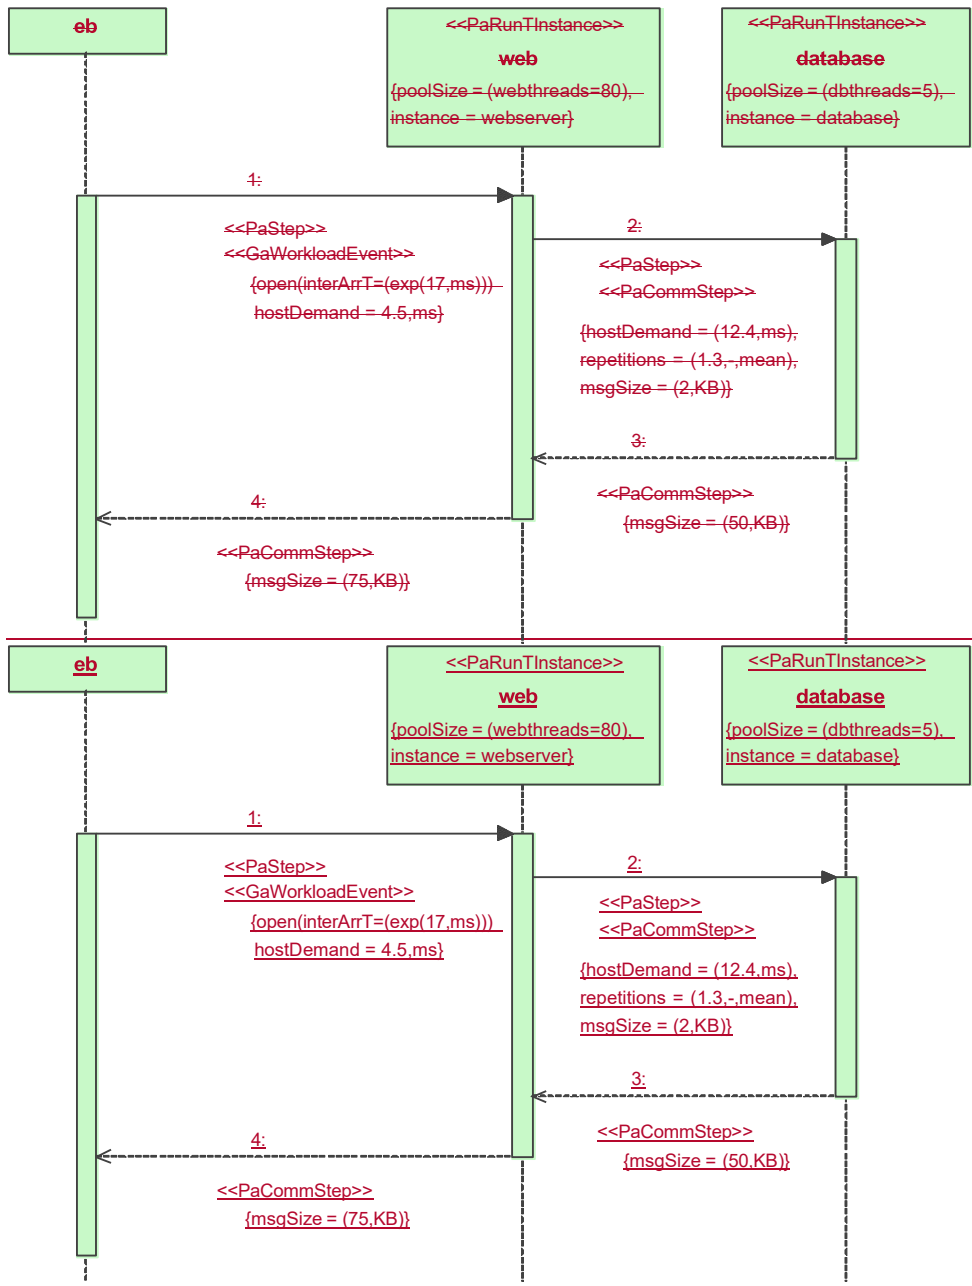 eb
<<PaRunTInstance>>
web
{poolSize = (webthreads=80),
instance = webserver}
<<PaRunTInstance>>
database
{poolSize = (dbthreads=5),
instance = database}
1:
<<PaStep>>
<<GaWorkloadEvent>>
{open(interArrT=(exp(17,ms)))
hostDemand = 4.5,ms}
2:
<<PaStep>>
<<PaCommStep>>
{hostDemand = (12.4,ms),
repetitions = (1.3,-,mean),
msgSize = (2,KB)}
3:
<<PaCommStep>>
{msgSize = (50,KB)}
4:
<<PaCommStep>>
{msgSize = (75,KB)}
eb
<<PaRunTInstance>>
web
{poolSize = (webthreads=80),
instance = webserver}
<<PaRunTInstance>>
database
{poolSize = (dbthreads=5),
instance = database}
1:
<<PaStep>>
<<GaWorkloadEvent>>
{open(interArrT=(exp(17,ms)))
hostDemand = 4.5,ms}
2:
<<PaStep>>
<<PaCommStep>>
{hostDemand = (12.4,ms),
repetitions = (1.3,-,mean),
msgSize = (2,KB)}
3:
<<PaCommStep>>
{msgSize = (50,KB)}
4:
<<PaCommStep>>
{msgSize = (75,KB)}